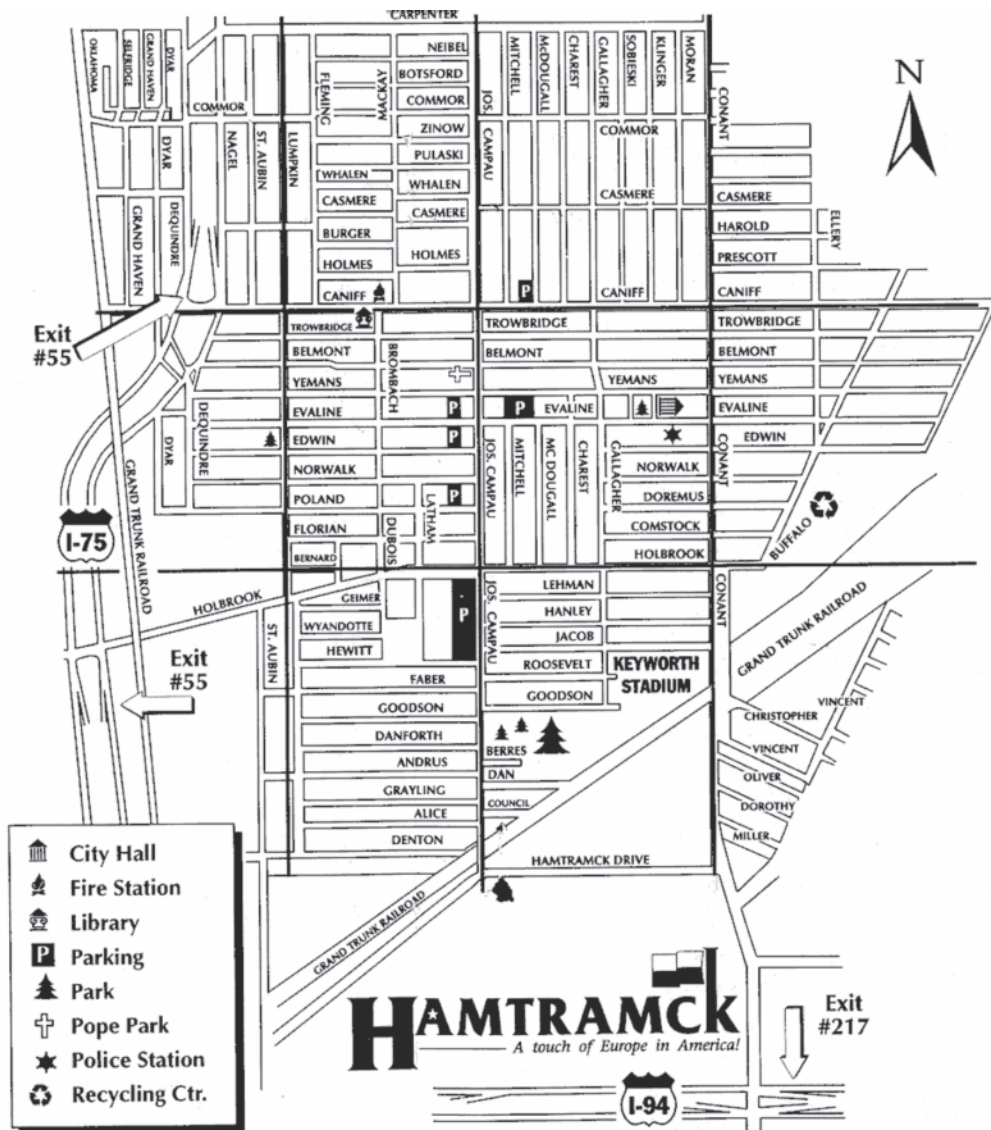 CARPENTER
OKLAHOMA
SELFRIDGE
GRAND HAVEN
DYAR
NEIBEL
BOTSFORD
COMMOR
ZINOW
PULASKI
WHALEN
CASMERE
HOLMES
FLEMING
MACKAY
JOS.
CAMPAU
MITCHELL
McDOUGALL
CHAREST
GALLAGHER
SOBIESKI
KLINGER
MORAN
CONANT
N
COMMOR
DYAR
NAGEL
ST. AUBIN
LUMPKIN
WHALEN
CASMERE
BURGER
HOLMES
CANIFF
COMMOR
CASMERE
CANIFF
P
CASMERE
HAROLD
PRESCOTT
CANIFF
ELLERY
GRAND HAVEN
DEQUINDRE
Exit
#55
TROWBRIDGE
BELMONT
YEMANS
EVALINE
EDWIN
NORWALK
POLAND
FLORIAN
BERNARD
BROMBACH
DUBOIS
LATHAM
P
P
P
TROWBRIDGE
BELMONT
YEMANS
P
EVALINE
JOS. CAMPAU
MITCHELL
MC DOUGALL
CHAREST
GALLAGHER
NORWALK
DOREMUS
COMSTOCK
HOLBROOK
TROWBRIDGE
BELMONT
YEMANS
EVALINE
EDWIN
CONANT
BUFFALO
DYAR
DEQUINDRE
GRAND TRUNK RAILROAD
I-75
HOLBROOK
Exit
#55
ST. AUBIN
GEIMER
WYANDOTTE
HEWITT
P
FABER
GOODSON
DANFORTH
ANDRUS
GRAYLING
ALICE
DENTON
JOS. CAMPAU
LEHMAN
HANLEY
JACOB
ROOSEVELT
GOODSON
KEYWORTH
STADIUM
CONANT
GRAND TRUNK RAILROAD
BERRES
DAN
COUNCIL
HAMTRAMCK DRIVE
VINCENT
CHRISTOPHER
VINCENT
OLIVER
DOROTHY
MILLER
GRAND TRUNK RAILROAD
City Hall
Fire Station
Library
P Parking
Park
Pope Park
Police Station
Recycling Ctr.
HAMTRAMCK
A touch of Europe in America!
Exit
#217
I-94